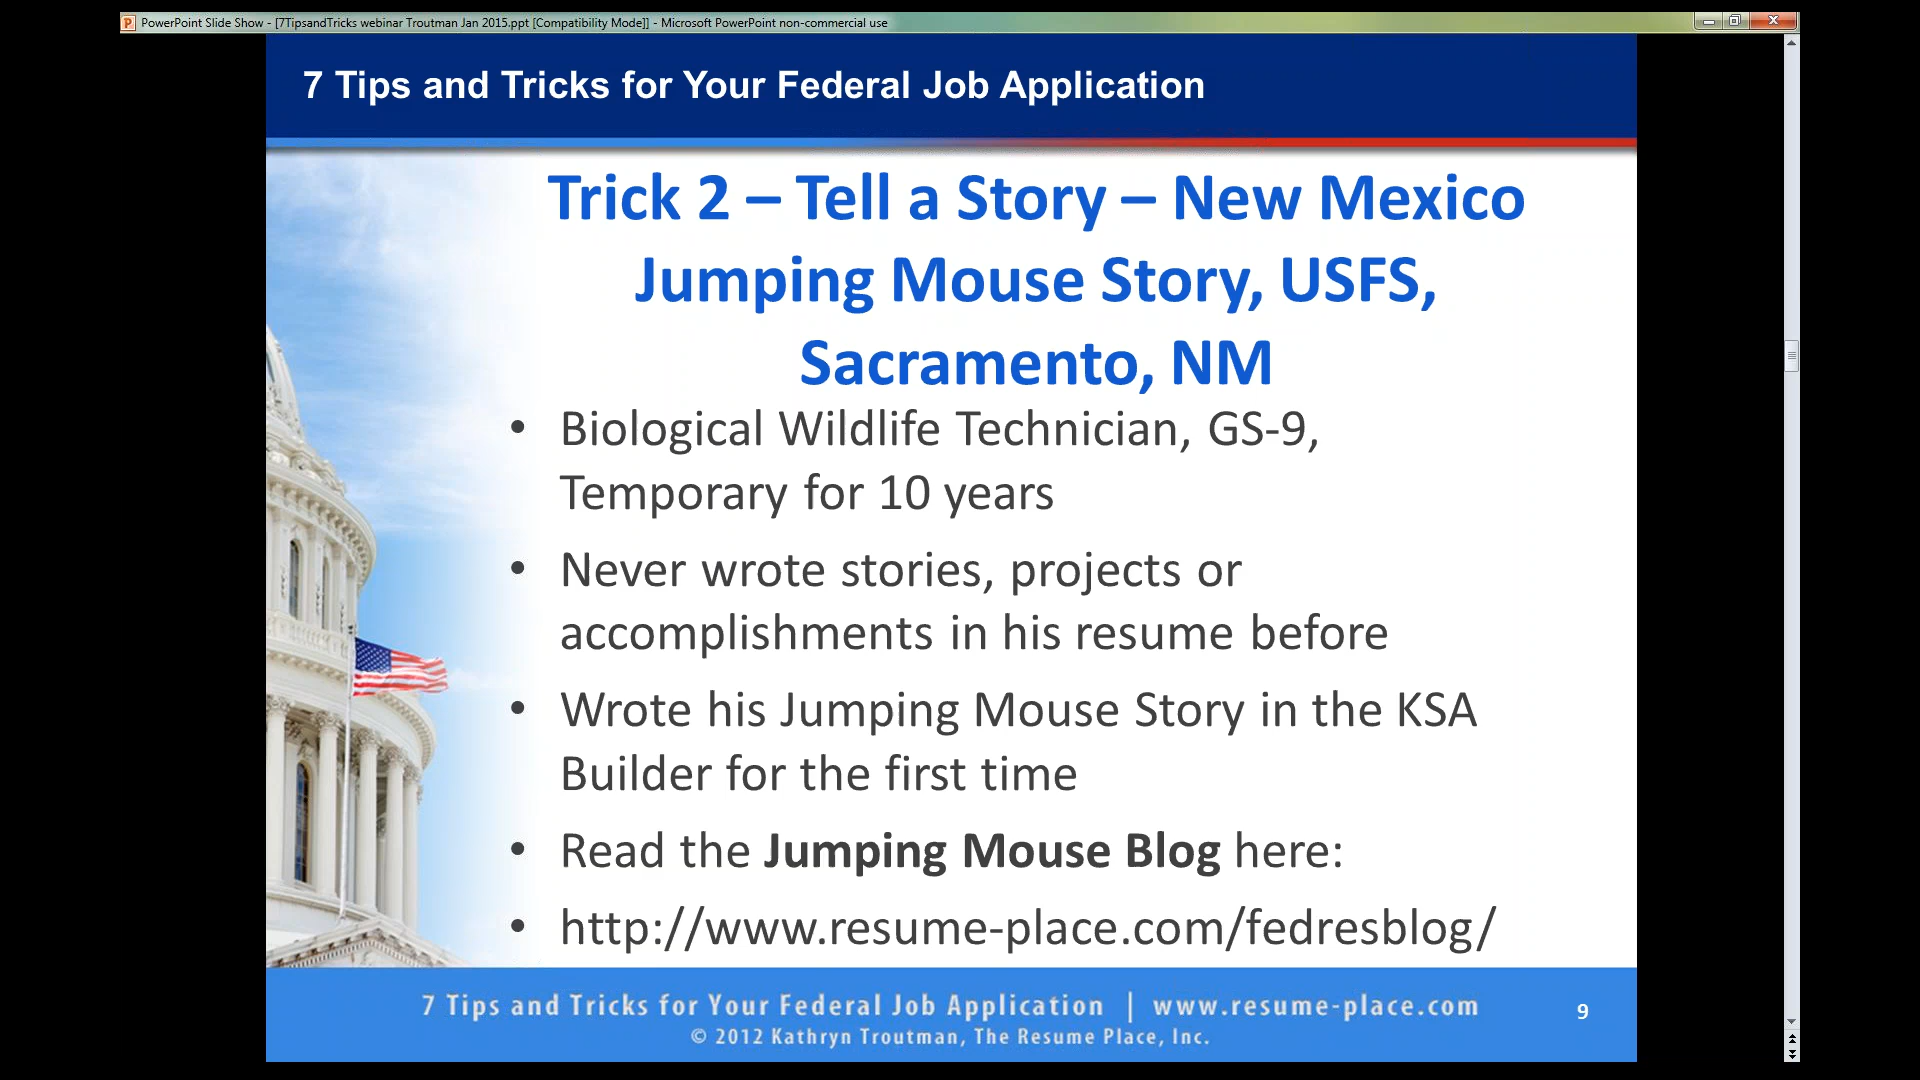 PowerPoint Slide Show - [7TipsandTricks webinar Troutman Jan 2015.ppt [Compatibility Mode]] - Microsoft PowerPoint non-commercial use
7 Tips and Tricks for Your Federal Job Application
Trick 2 – Tell a Story – New Mexico
Jumping Mouse Story, USFS,
Sacramento, NM
• Biological Wildlife Technician, GS-9,
Temporary for 10 years
• Never wrote stories, projects or
accomplishments in his resume before
• Wrote his Jumping Mouse Story in the KSA
Builder for the first time
• Read the Jumping Mouse Blog here:
• http://www.resume-place.com/fedresblog/
7 Tips and Tricks for Your Federal Job Application | www.resume-place.com
© 2012 Kathryn Troutman, The Resume Place, Inc.
9